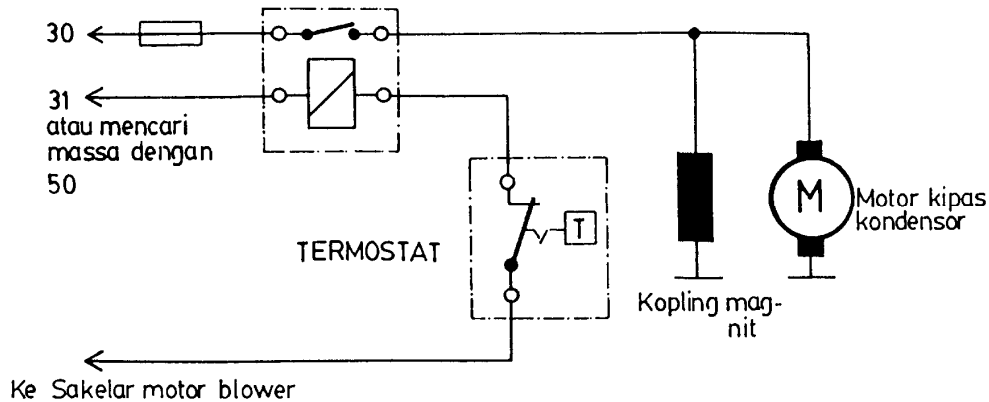 30
31
atau mencari
massa dengan
50
TERMOSTAT
T
M
Motor kipas
kondensor
Kopling mag-
nit
Ke Sakelar motor blower